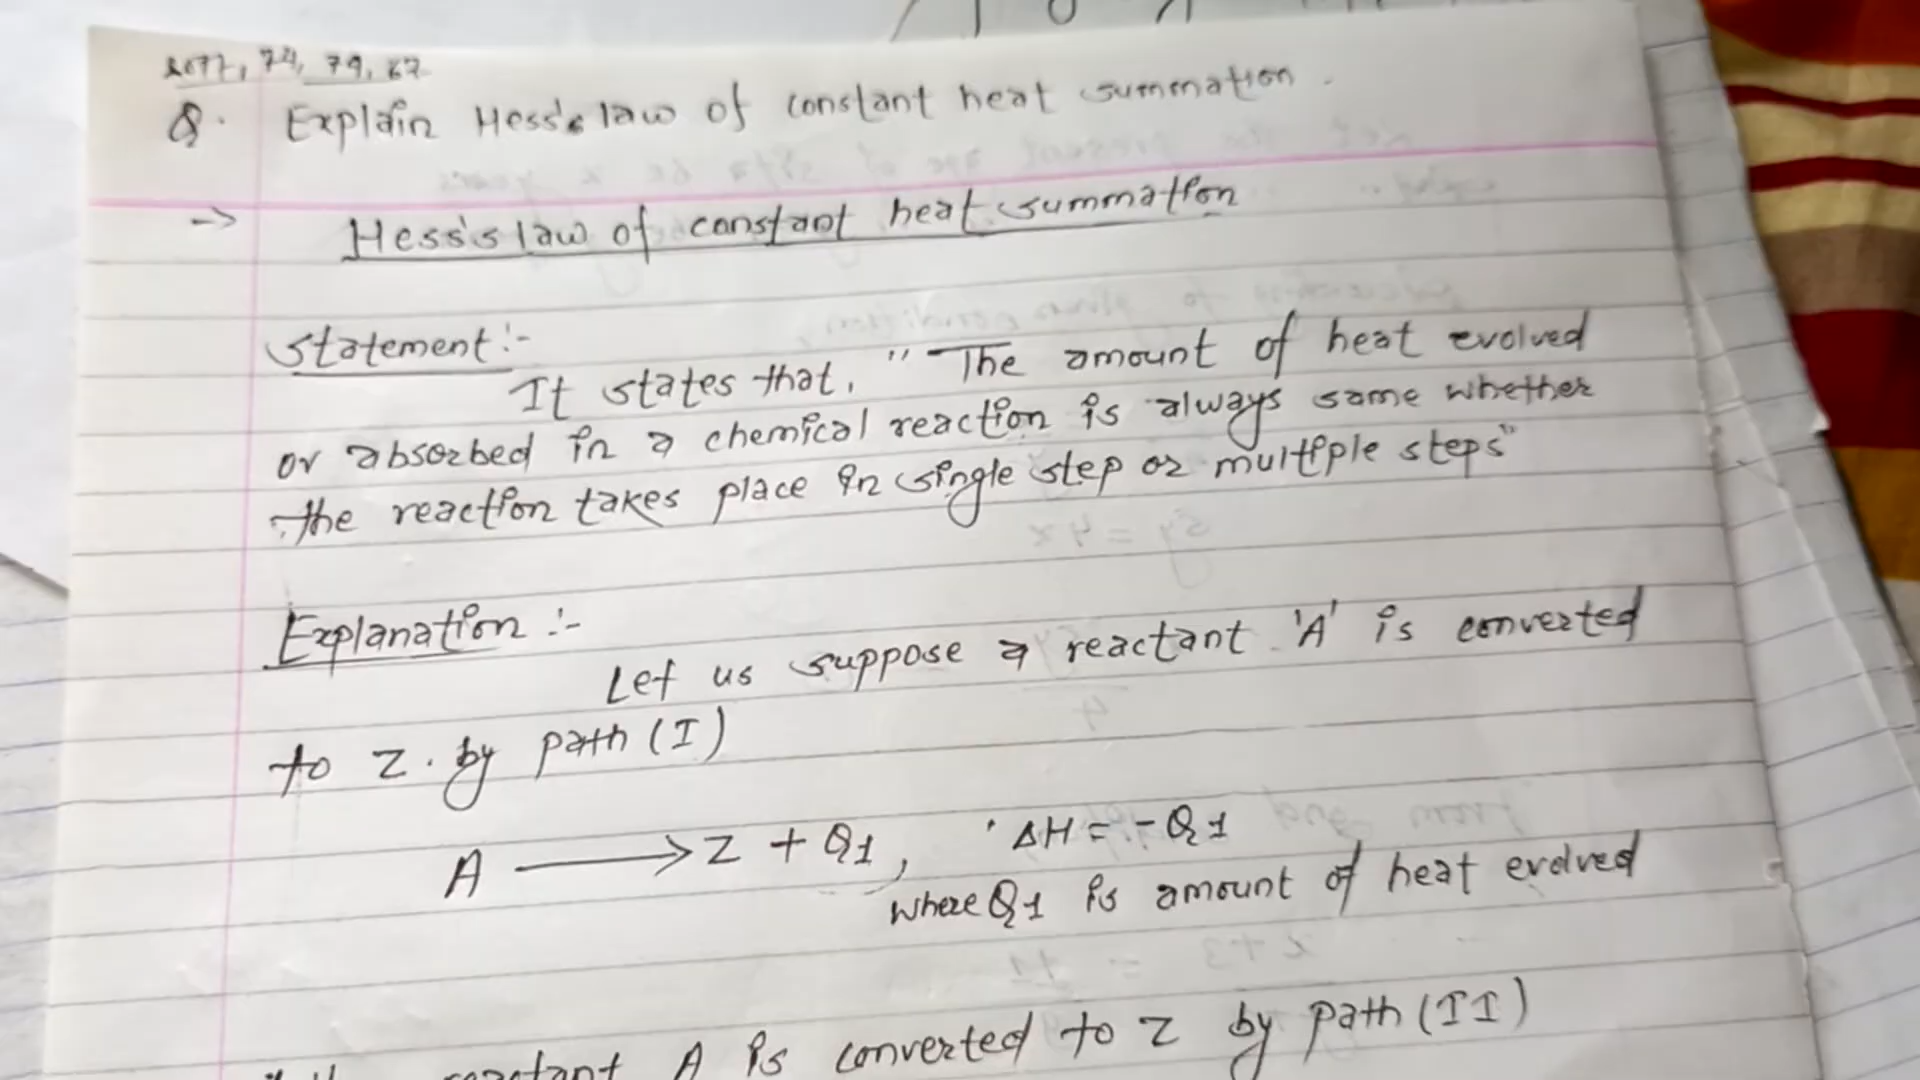 2077, 74, 79, 67
Q. Explain Hess's law of constant heat summation.
-> Hess's law of constant heat summation
Statement :-
It states that, "The amount of heat evolved
or absorbed in a chemical reaction is always same whether
the reaction takes place in single step or multiple steps"
Explanation :-
Let us suppose a reactant 'A' is converted
to Z. by path (I)
A → Z + Q1, ΔH = -Q1
where Q1 is amount of heat evolved
A is converted to Z by path (II)